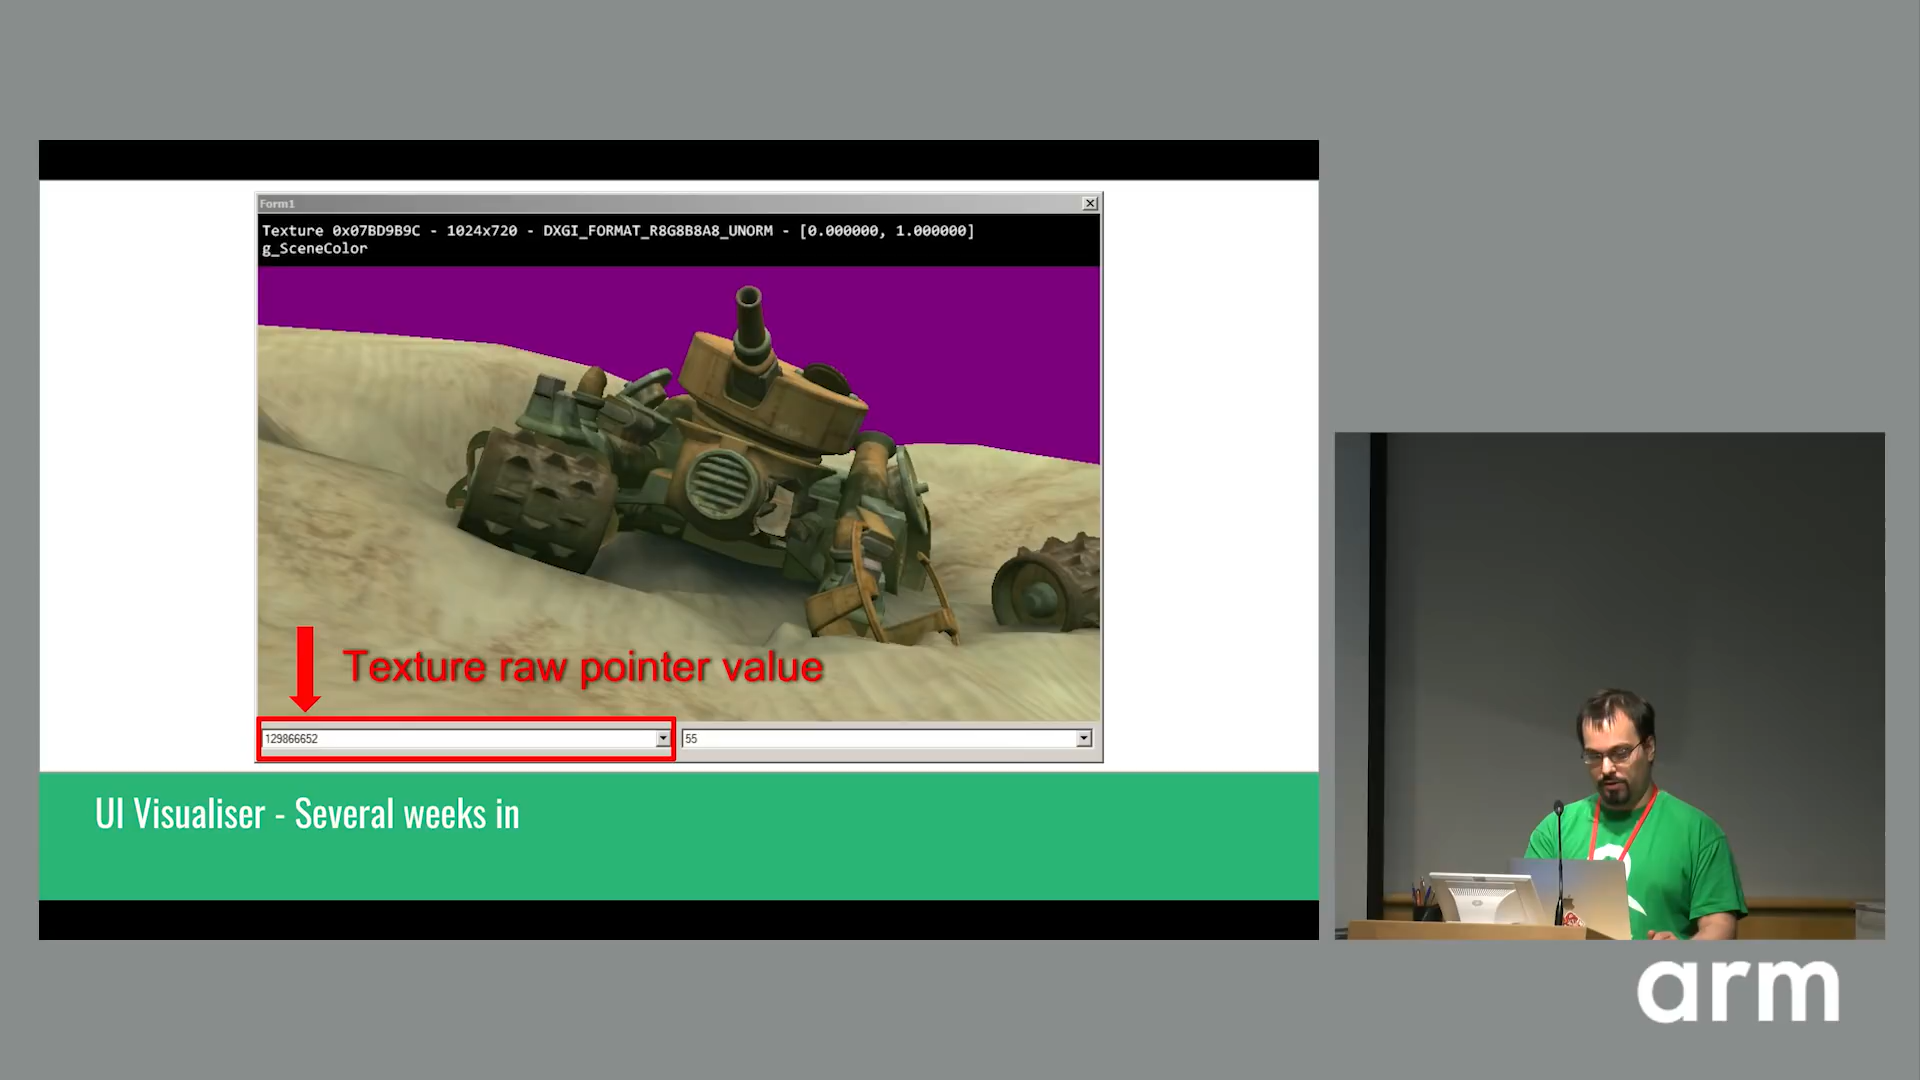 Form1
Texture 0x07BD9B9C - 1024x720 - DXGI_FORMAT_R8G8B8A8_UNORM - [0.000000, 1.000000]
g_SceneColor
Texture raw pointer value
129866652
55
UI Visualiser - Several weeks in
arm